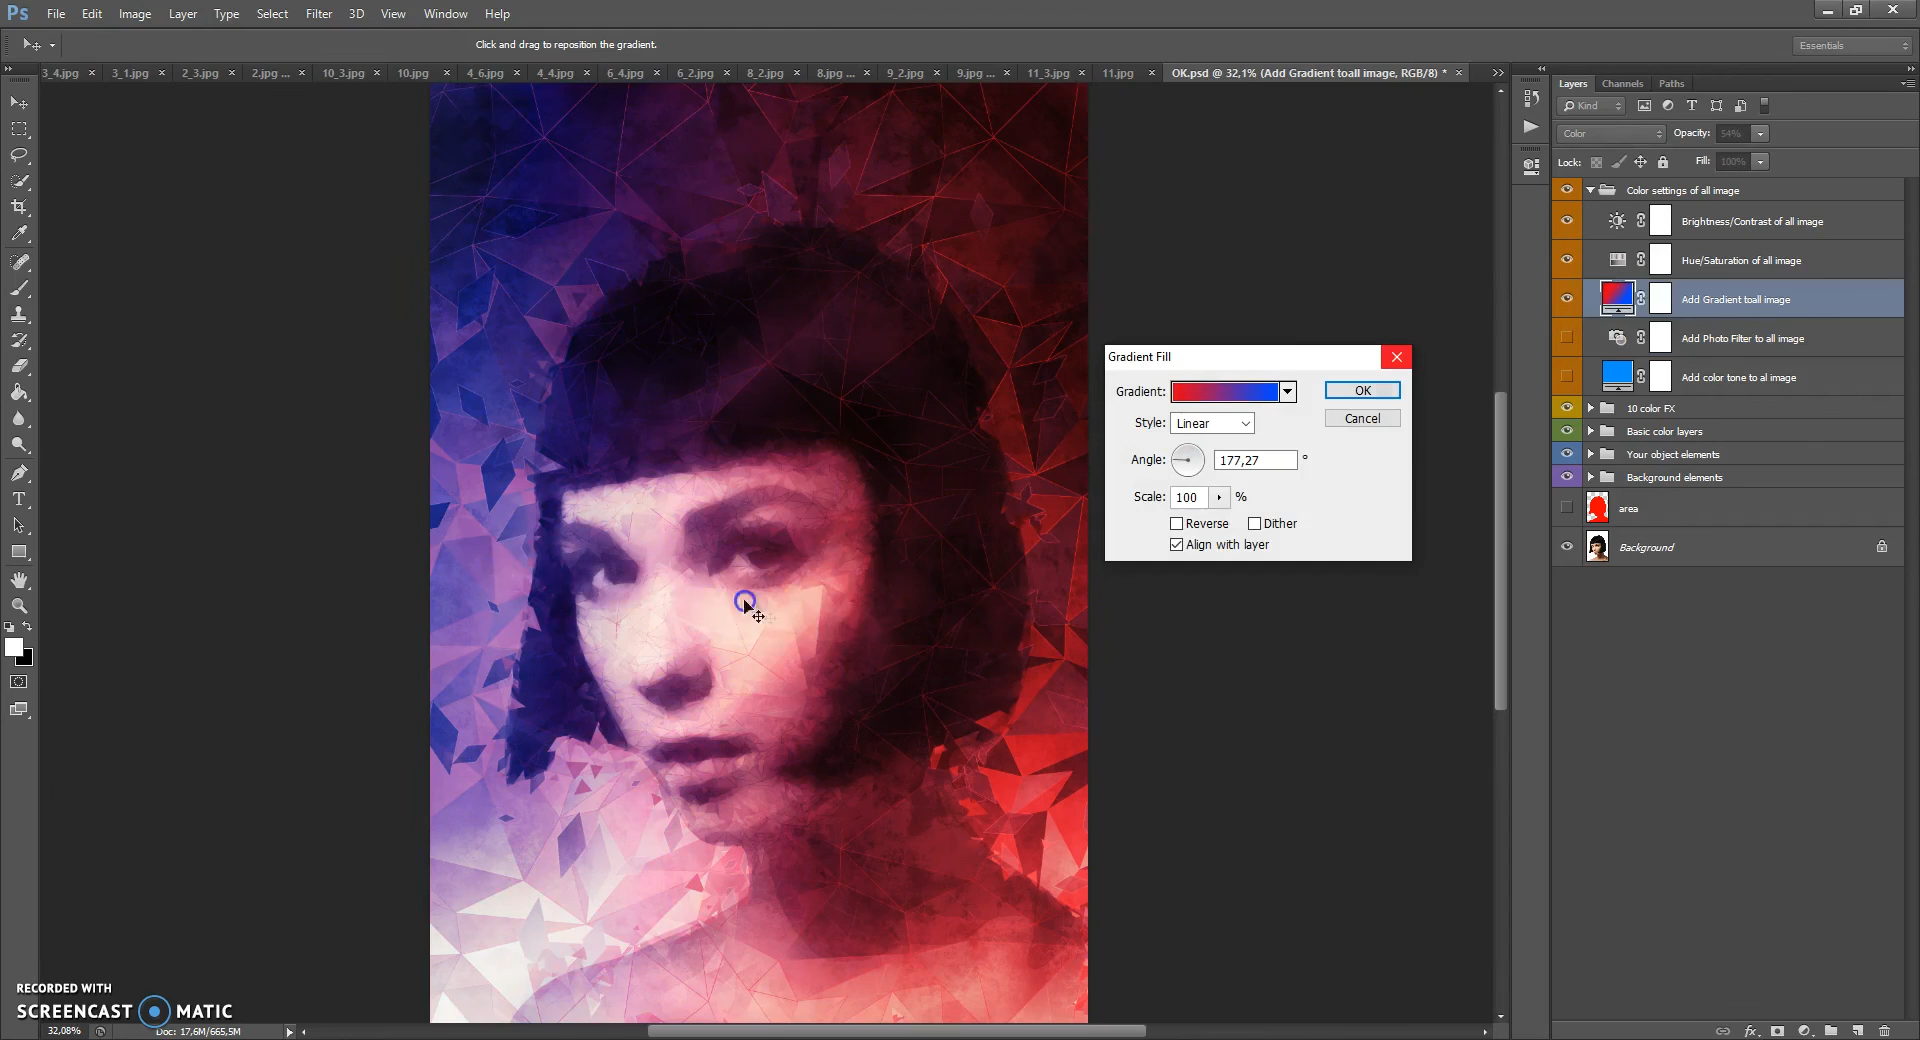 Ps File Edit Image Layer Type Select Filter 3D View Window Help
Click and drag to reposition the gradient.
Essentials
3_4.jpg × 3_1.jpg × 2_3.jpg × 2.jpg ... × 10_3.jpg × 10.jpg × 4_6.jpg × 4_4.jpg × 6_4.jpg × 6_2.jpg × 8_2.jpg × 8.jpg ... × 9_2.jpg × 9.jpg ... × 11_3.jpg × 11.jpg × OK.psd @ 32,1% (Add Gradient toall image, RGB/8) * ×
Layers Channels Paths
Kind
Color Opacity: 54%
Lock: Fill: 100%
Color settings of all image
Brightness/Contrast of all image
Hue/Saturation of all image
Add Gradient toall image
Add Photo Filter to all image
Add color tone to al image
10 color FX
Basic color layers
Your object elements
Background elements
area
Background
Gradient Fill
Gradient: OK
Style: Linear Cancel
Angle: 177,27 °
Scale: 100 %
Reverse Dither
Align with layer
RECORDED WITH
SCREENCAST MATIC
32,08% Doc: 17,6M/665,5M
fx